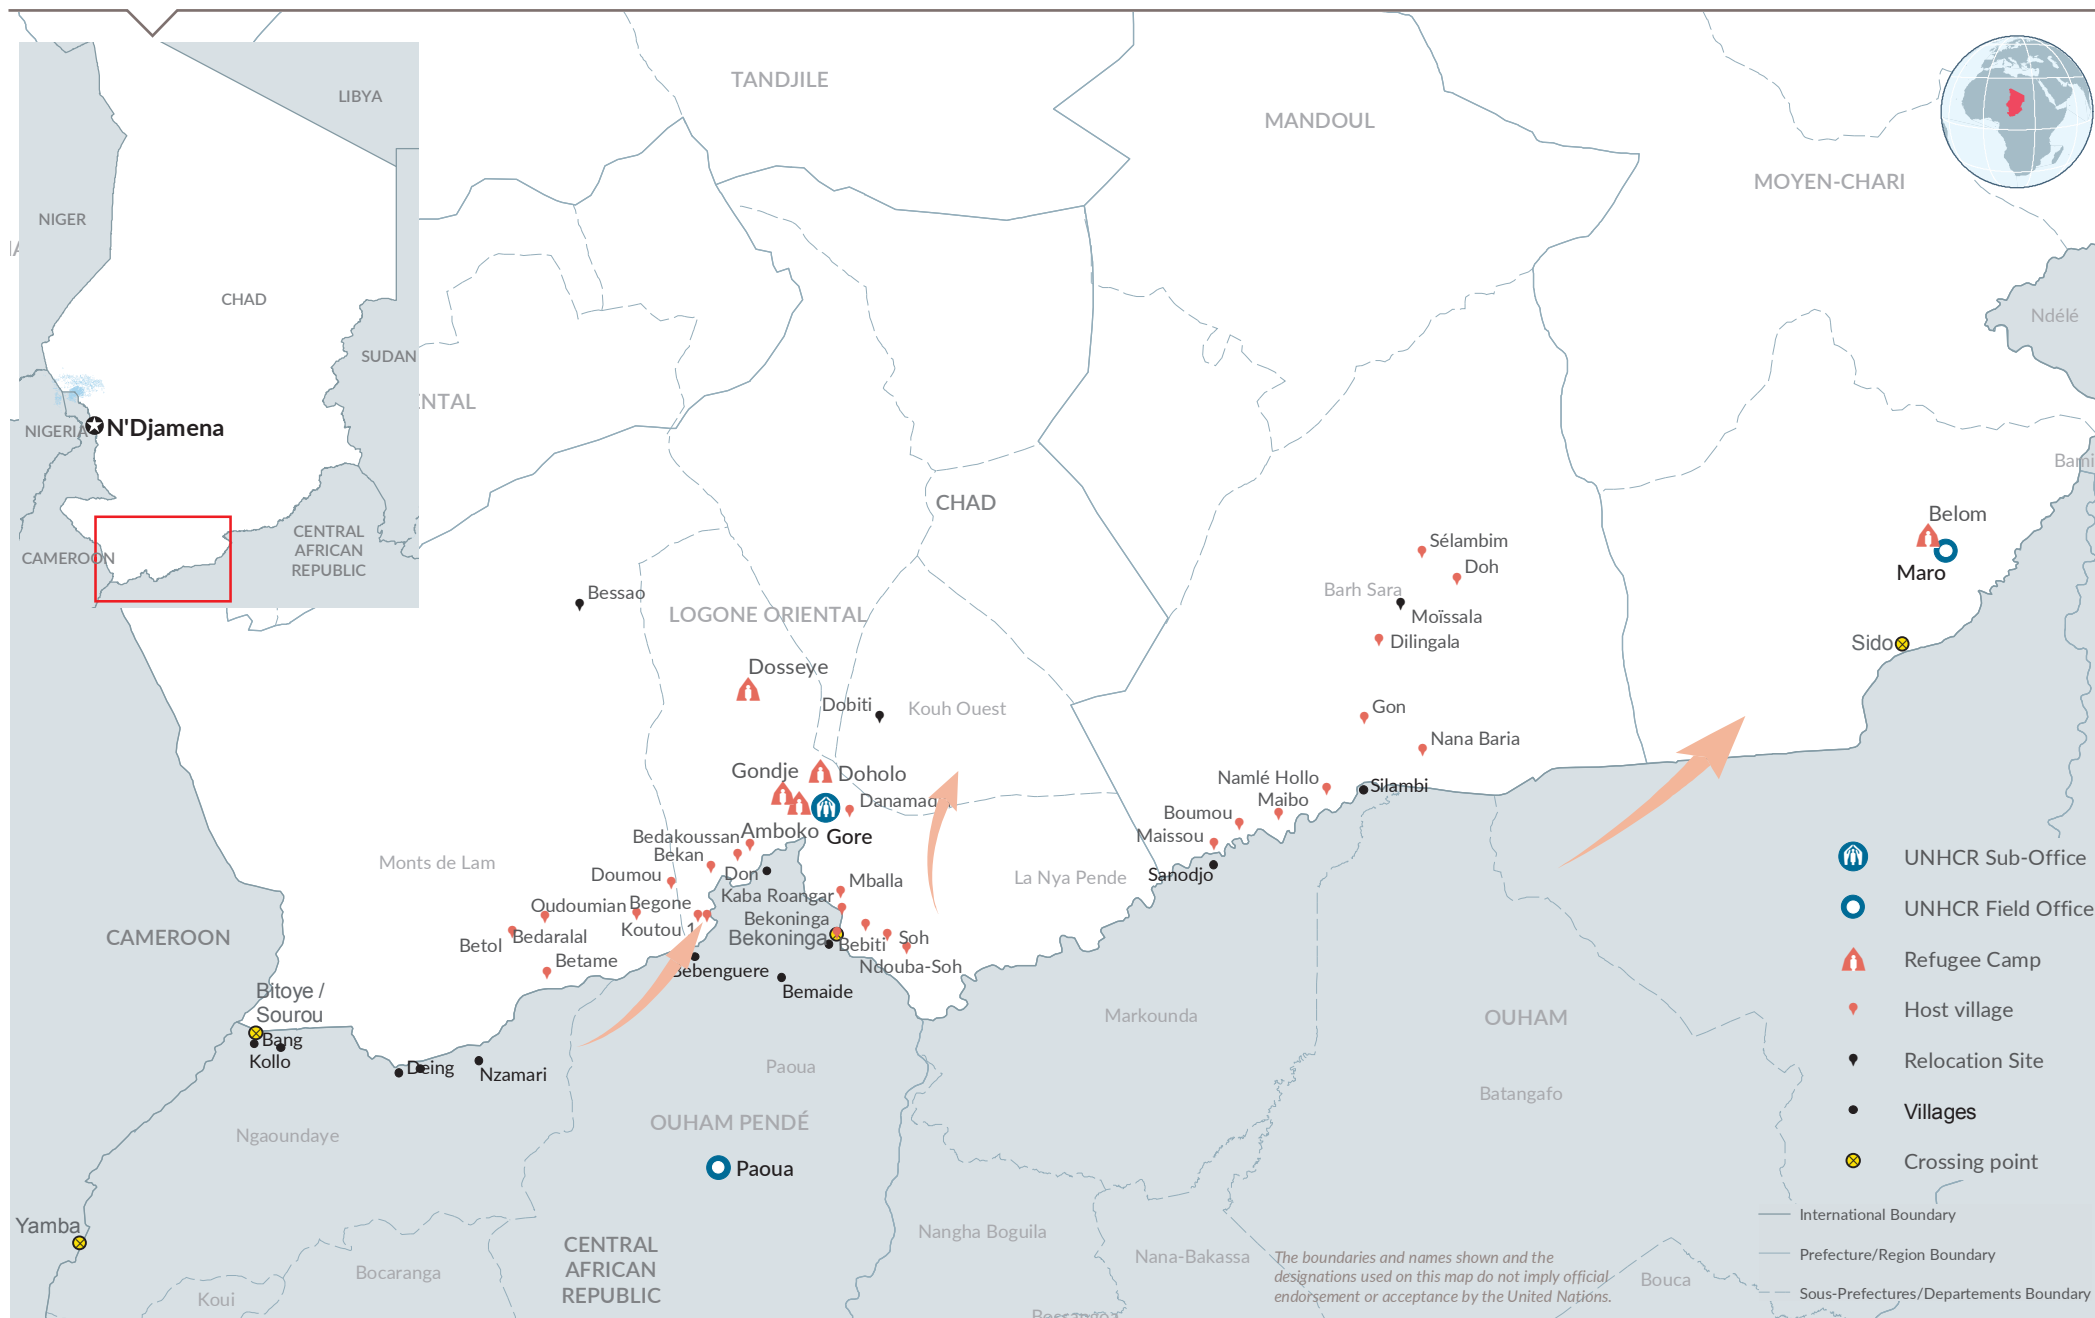 LIBYA
NIGER
CHAD
SUDAN
NIGERIA
N'Djamena
CAMEROON
CENTRAL
AFRICAN
REPUBLIC
TANDJILE
MANDOUL
MOYEN-CHARI
Ndélé
ENTAL
CHAD
Bami
Belom
Maro
Sido
Sélambim
Doh
Barh Sara
Moïssala
Dilingala
Gon
Nana Baria
Bessao
LOGONE ORIENTAL
Dosseye
Dobiti
Kouh Ouest
Gondje
Doholo
Danamadji
Gore
Amboko
Bedakoussan
Bekan
Doumou
Don
Namlé Hollo
Silambi
Maibo
Boumou
Maissou
Sanodjo
Monts de Lam
La Nya Pende
Mballa
Kaba Roangar
Oudoumian
Begone
Bekoninga
Koutou 1
Bekoninga
Bebiti
Soh
Ndouba-Soh
Betol
Bedaralal
Betame
Bebenguere
Bemaide
CAMEROON
Bitoye /
Sourou
Bang
Kollo
Deing
Nzamari
Markounda
OUHAM
Paoua
Batangafo
OUHAM PENDÉ
Ngaoundaye
Paoua
Yamba
CENTRAL
AFRICAN
REPUBLIC
Nangha Boguila
Nana-Bakassa
Bocaranga
Koui
Bouca
Bossangoa
UNHCR Sub-Office
UNHCR Field Office
Refugee Camp
Host village
Relocation Site
Villages
Crossing point
International Boundary
Prefecture/Region Boundary
Sous-Prefectures/Departements Boundary
The boundaries and names shown and the
designations used on this map do not imply official
endorsement or acceptance by the United Nations.